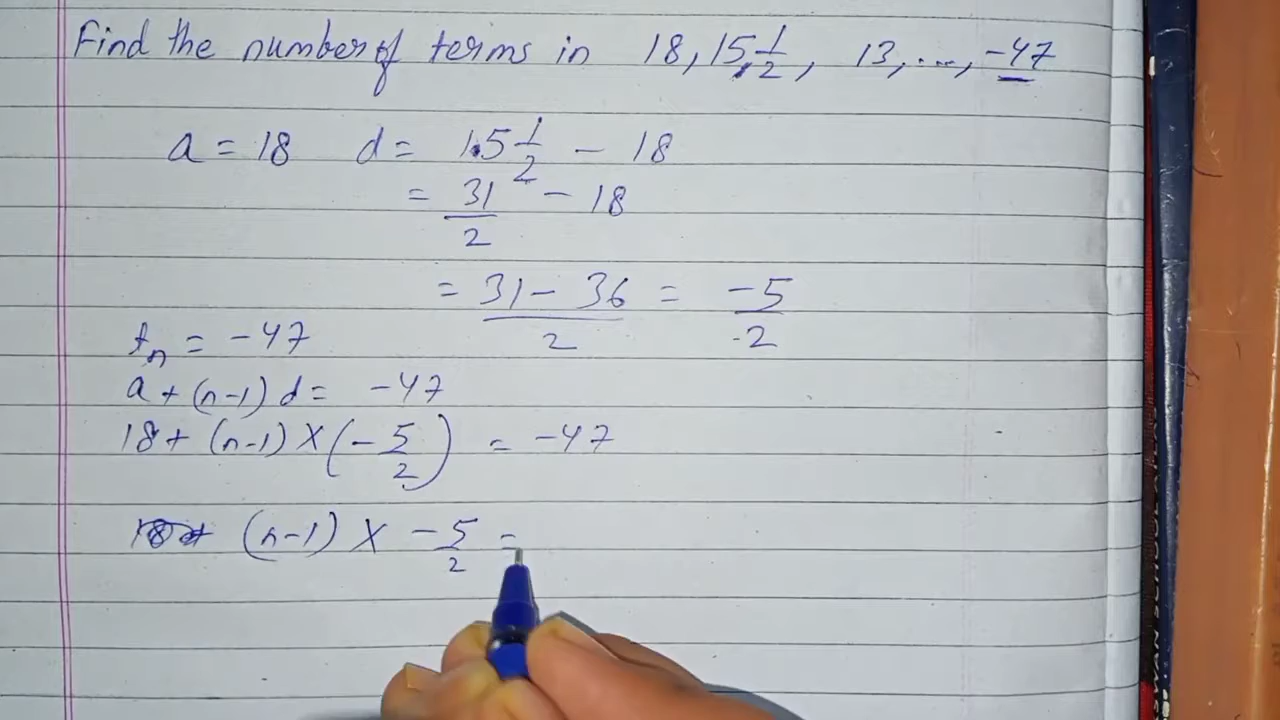 Find the number of terms in 18, 15 1/2, 13, ..., -47
a = 18 d = 15 1/2 - 18
= 31/2 - 18
= (31 - 36)/2 = -5/2
tn = -47
a + (n-1) d = -47
18 + (n-1) X (-5/2) = -47
(n-1) X -5/2 =